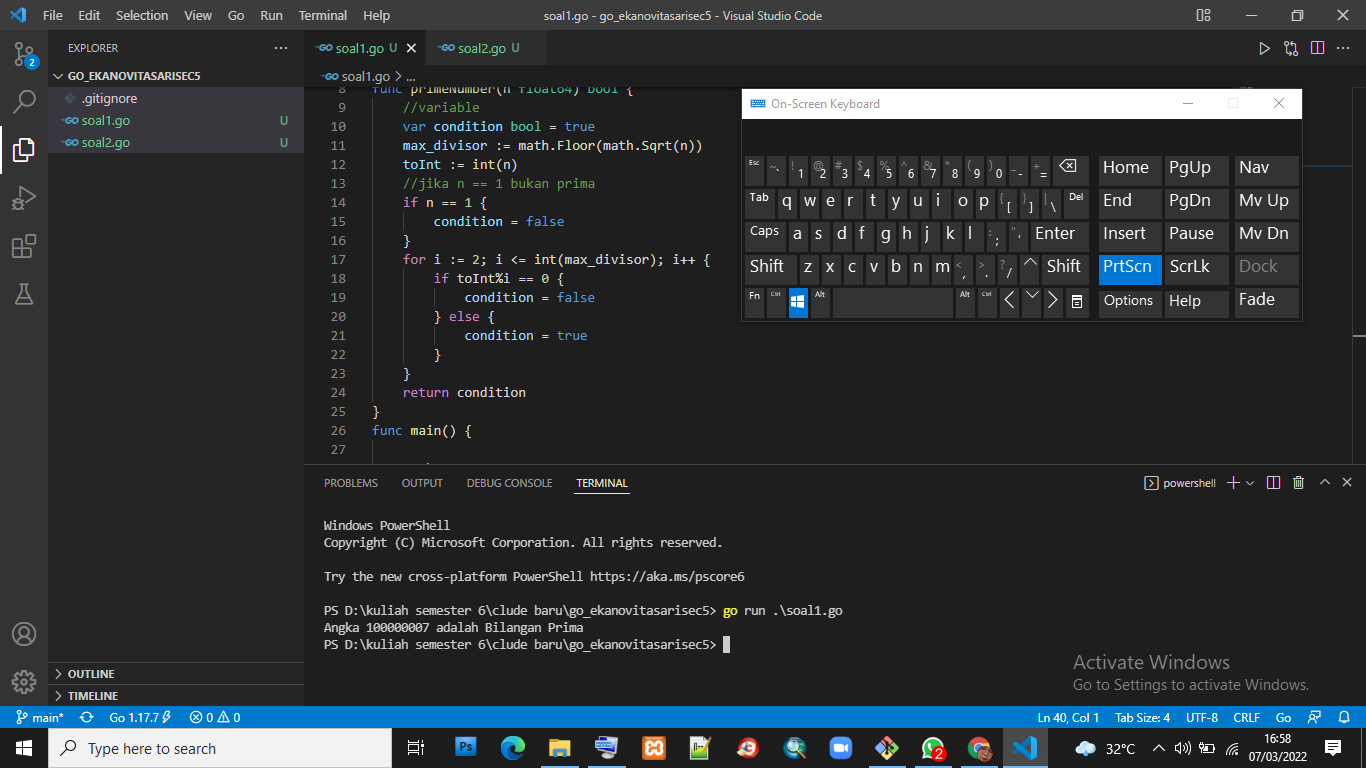 File Edit Selection View Go Run Terminal Help
soal1.go - go_ekanovitasarisec5 - Visual Studio Code
2
EXPLORER
GO_EKANOVITASARISEC5
.gitignore
soal1.go U
soal2.go U
OUTLINE
TIMELINE
soal1.go U
soal2.go U
soal1.go > ...
8 func primeNumber(n float64) bool {
9 //variable
10 var condition bool = true
11 max_divisor := math.Floor(math.Sqrt(n))
12 toInt := int(n)
13 //jika n == 1 bukan prima
14 if n == 1 {
15 condition = false
16 }
17 for i := 2; i <= int(max_divisor); i++ {
18 if toInt%i == 0 {
19 condition = false
20 } else {
21 condition = true
22 }
23 }
24 return condition
25 }
26 func main() {
27
On-Screen Keyboard
Esc ~ ` ! 1 @ 2 # 3 $ 4 % 5 ^ 6 & 7 * 8 ( 9 ) 0 _ - + = Home PgUp Nav
Tab q w e r t y u i o p { [ } ] | \ Del End PgDn Mv Up
Caps a s d f g h j k l : ; " ' Enter Insert Pause Mv Dn
Shift z x c v b n m < , > . ? / ^ Shift PrtScn ScrLk Dock
Fn Ctrl Alt Alt Ctrl Options Help Fade
PROBLEMS OUTPUT DEBUG CONSOLE TERMINAL
powershell
Windows PowerShell
Copyright (C) Microsoft Corporation. All rights reserved.
Try the new cross-platform PowerShell https://aka.ms/pscore6
PS D:\kuliah semester 6\clude baru\go_ekanovitasarisec5> go run .\soal1.go
Angka 100000007 adalah Bilangan Prima
PS D:\kuliah semester 6\clude baru\go_ekanovitasarisec5>
Activate Windows
Go to Settings to activate Windows.
main* Go 1.17.7 0 0 Ln 40, Col 1 Tab Size: 4 UTF-8 CRLF Go
Type here to search
Ps
2
32°C
16:58
07/03/2022